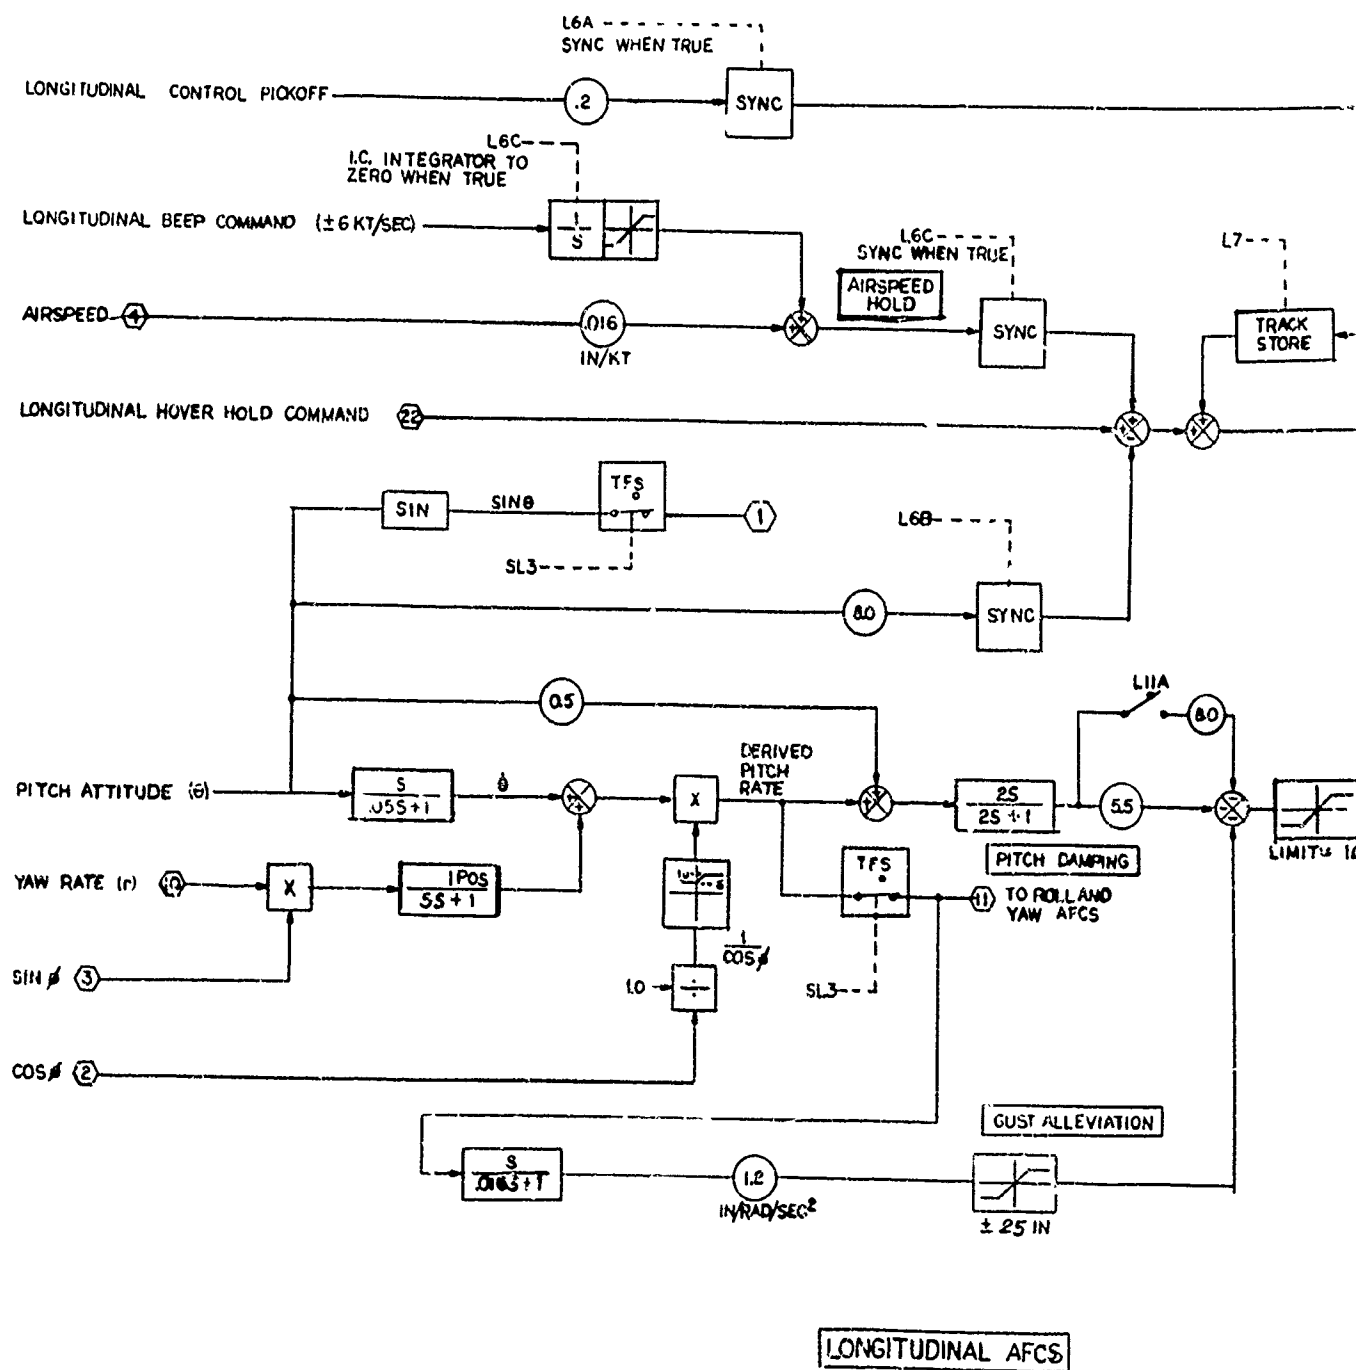 L6A
SYNC WHEN TRUE
LONGITUDINAL CONTROL PICKOFF
.2
SYNC
L6C
I.C. INTEGRATOR TO
ZERO WHEN TRUE
LONGITUDINAL BEEP COMMAND (±6 KT/SEC)
1
S
L6C
SYNC WHEN TRUE
L7
AIRSPEED
HOLD
AIRSPEED 4
.016
IN/KT
SYNC
TRACK
STORE
LONGITUDINAL HOVER HOLD COMMAND 22
TFS
SIN
SINθ
1
SL3
L6B
8.0
SYNC
0.5
L11A
8.0
DERIVED
PITCH
RATE
PITCH ATTITUDE (θ)
S
.05S+1
θ̇
X
2S
2S+1
5.5
LIMIT
PITCH DAMPING
YAW RATE (r)
X
5S+1
TFS
11
TO ROLL AND
YAW AFCS
1
COSϕ
SIN ϕ 3
1.0
÷
SL3
COSϕ 2
GUST ALLEVIATION
S
1.2
IN/RAD/SEC²
± .25 IN
LONGITUDINAL AFCS